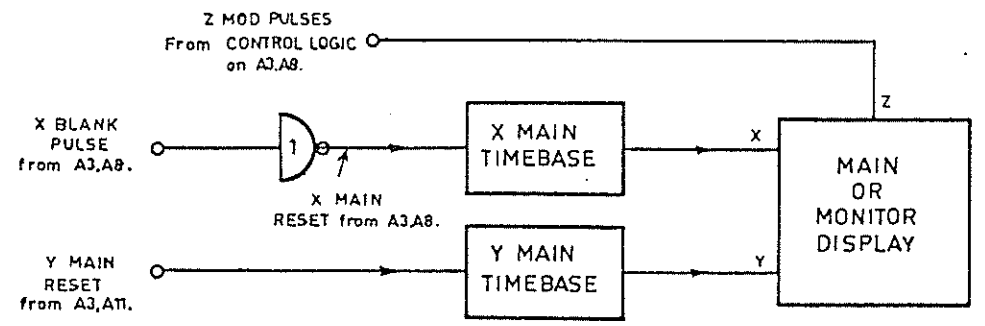 Z MOD PULSES
From CONTROL LOGIC
on A3,A8.
Z
X BLANK
PULSE
from A3,A8.
1
X MAIN
TIMEBASE
X
MAIN
OR
MONITOR
DISPLAY
X MAIN
RESET from A3,A8.
Y MAIN
RESET
from A3,A11.
Y MAIN
TIMEBASE
Y